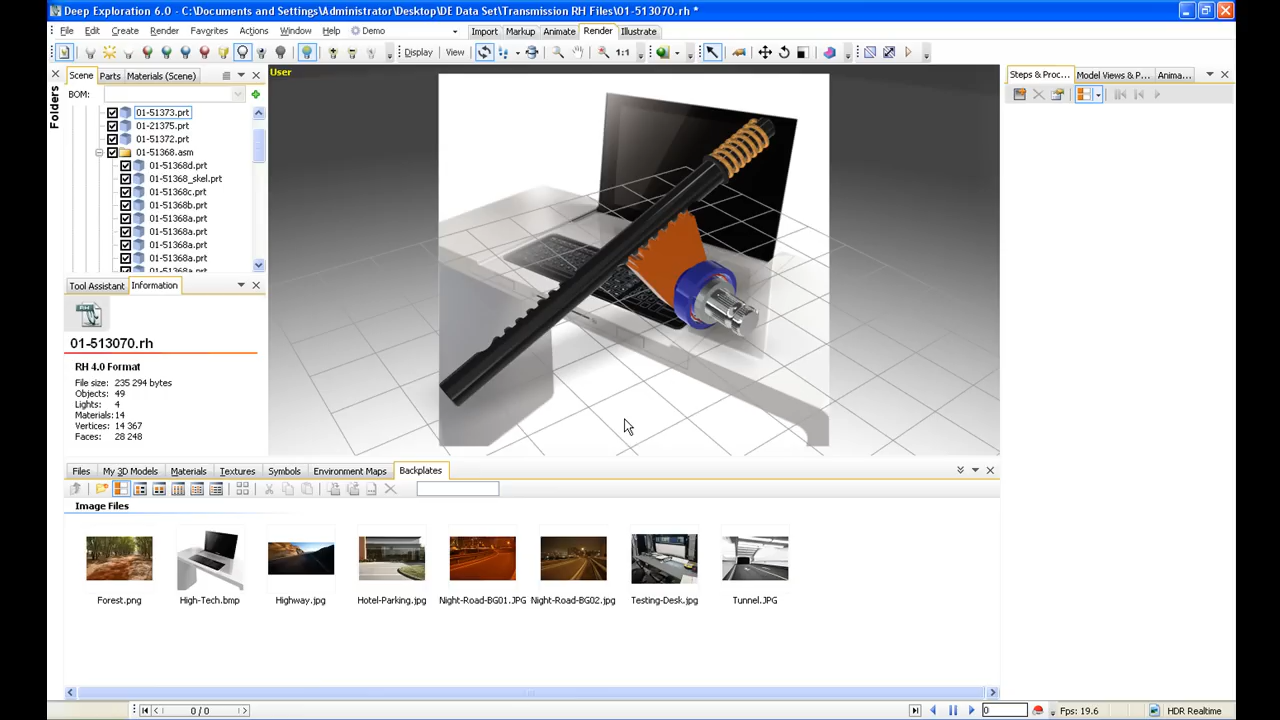 Deep Exploration 6.0 - C:\Documents and Settings\Administrator\Desktop\DE Data Set\Transmission RH Files\01-513070.rh *
File Edit Create Render Favorites Actions Window Help Demo
Import Markup Animate Render Illustrate
Display View 1:1
Scene Parts Materials (Scene)
User
Steps & Proc... Model Views & P... Anima...
Folders
BOM:
01-51373.prt
01-21375.prt
01-51372.prt
01-51368.asm
01-51368d.prt
01-51368_skel.prt
01-51368c.prt
01-51368b.prt
01-51368a.prt
01-51368a.prt
01-51368a.prt
01-51368a.prt
01-51368a.prt
Tool Assistant Information
01-513070.rh
RH 4.0 Format
File size: 235 294 bytes
Objects: 49
Lights: 4
Materials: 14
Vertices: 14 367
Faces: 28 248
Files My 3D Models Materials Textures Symbols Environment Maps Backplates
Image Files
Forest.png High-Tech.bmp Highway.jpg Hotel-Parking.jpg Night-Road-BG01.JPG Night-Road-BG02.jpg Testing-Desk.jpg Tunnel.JPG
0 / 0 0 Fps: 19.6 HDR Realtime